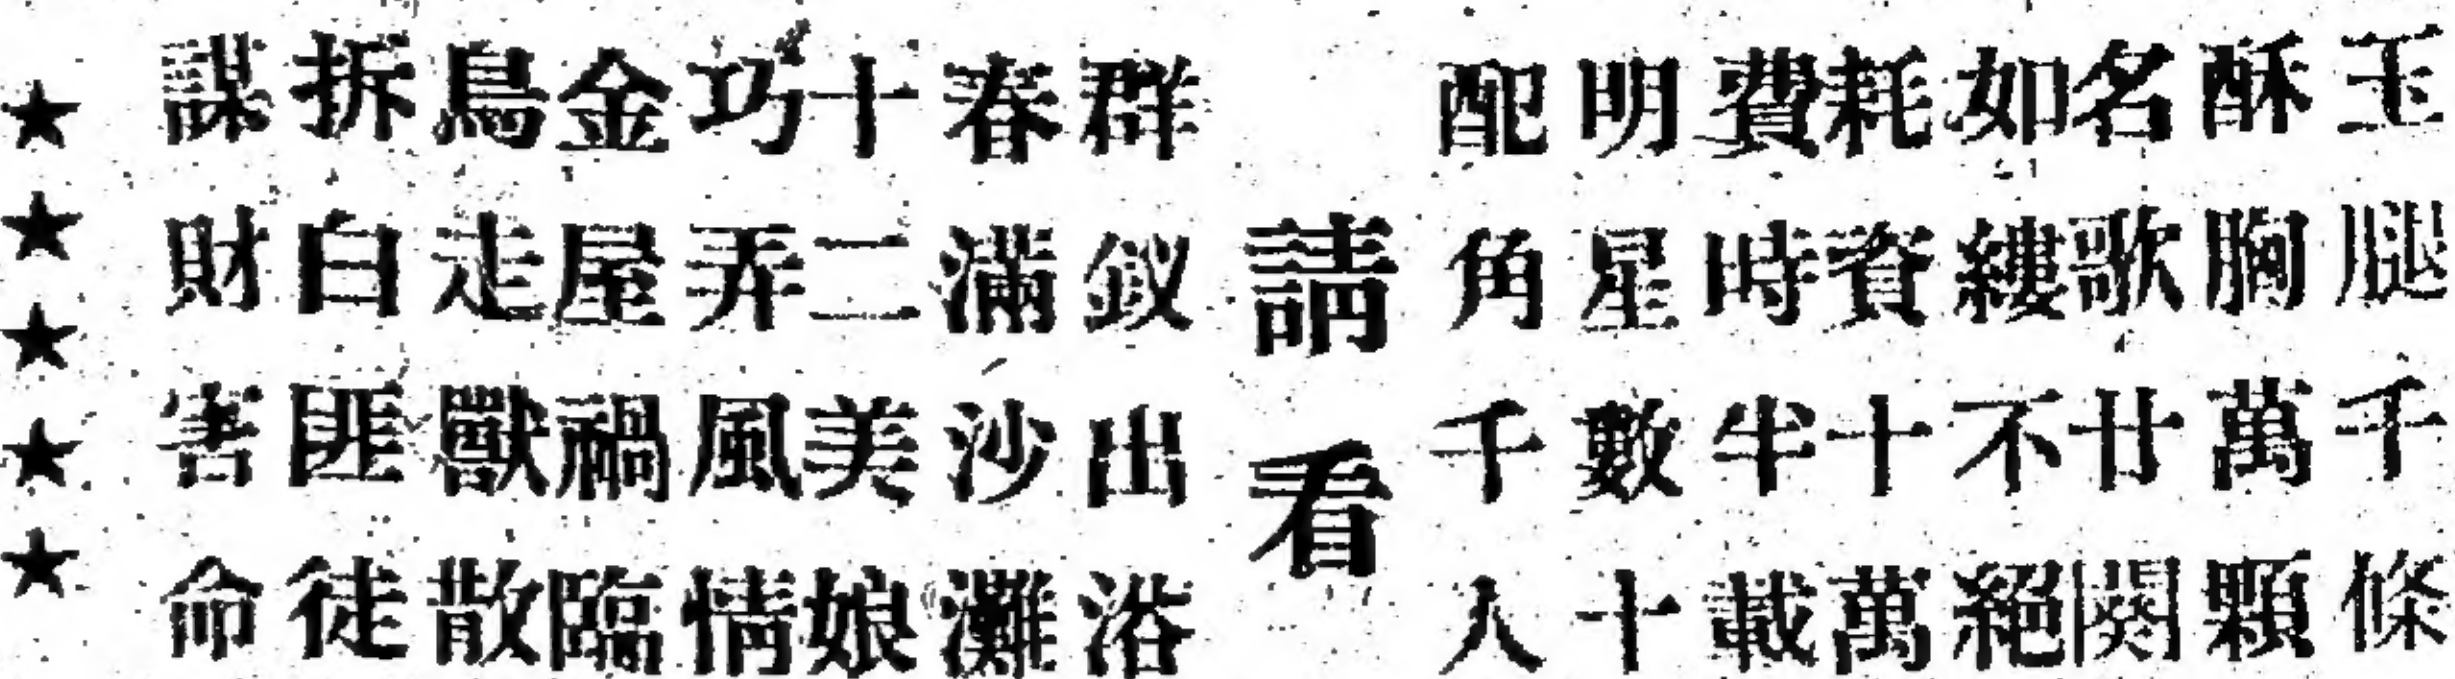 玉腿千條
酥胸萬顆
名歌廿闋
如縷不絕
耗資十萬
費時半載
明星數十
配角千人
請看
群釵出浴
春滿沙灘
十二美娘
巧弄風情
金屋禍臨
鳥走獸散
拆白匪徒
謀財害命
★★★★★